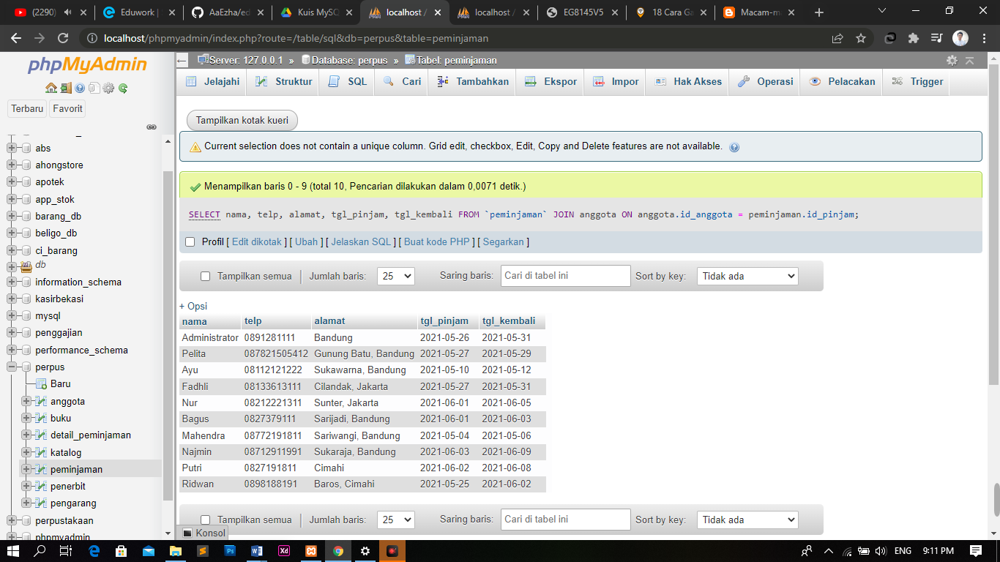 (2290)
Eduwork |
AaEzha/ed
Kuis MySQ
localhost /
localhost /
EG8145V5
18 Cara Ga
Macam-ma
localhost/phpmyadmin/index.php?route=/table/sql&db=perpus&table=peminjaman
phpMyAdmin
Terbaru
Favorit
abs
ahongstore
apotek
app_stok
barang_db
beligo_db
ci_barang
db
information_schema
kasirbekasi
mysql
penggajian
performance_schema
perpus
Baru
anggota
buku
detail_peminjaman
katalog
peminjaman
penerbit
pengarang
perpustakaan
phpmyadmin
Server: 127.0.0.1 » Database: perpus » Tabel: peminjaman
Jelajahi Struktur SQL Cari Tambahkan Ekspor Impor Hak Akses Operasi Pelacakan Trigger
Tampilkan kotak kueri
Current selection does not contain a unique column. Grid edit, checkbox, Edit, Copy and Delete features are not available.
Menampilkan baris 0 - 9 (total 10, Pencarian dilakukan dalam 0,0071 detik.)
SELECT nama, telp, alamat, tgl_pinjam, tgl_kembali FROM `peminjaman` JOIN anggota ON anggota.id_anggota = peminjaman.id_pinjam;
Profil [ Edit dikotak ] [ Ubah ] [ Jelaskan SQL ] [ Buat kode PHP ] [ Segarkan ]
Tampilkan semua | Jumlah baris: 25 Saring baris: Cari di tabel ini Sort by key: Tidak ada
+ Opsi
nama telp alamat tgl_pinjam tgl_kembali
Administrator 0891281111 Bandung 2021-05-26 2021-05-31
Pelita 087821505412 Gunung Batu, Bandung 2021-05-27 2021-05-29
Ayu 08112121222 Sukawarna, Bandung 2021-05-10 2021-05-12
Fadhli 08133613111 Cilandak, Jakarta 2021-05-27 2021-05-31
Nur 08212221311 Sunter, Jakarta 2021-06-01 2021-06-05
Bagus 0827379111 Sarijadi, Bandung 2021-06-01 2021-06-03
Mahendra 08772191811 Sariwangi, Bandung 2021-05-04 2021-05-06
Najmin 08712911991 Sukaraja, Bandung 2021-06-03 2021-06-09
Putri 0827191811 Cimahi 2021-06-02 2021-06-08
Ridwan 0898188191 Baros, Cimahi 2021-05-25 2021-06-02
Tampilkan semua | Jumlah baris: 25 Saring baris: Cari di tabel ini Sort by key: Tidak ada
Konsol
ENG 9:11 PM